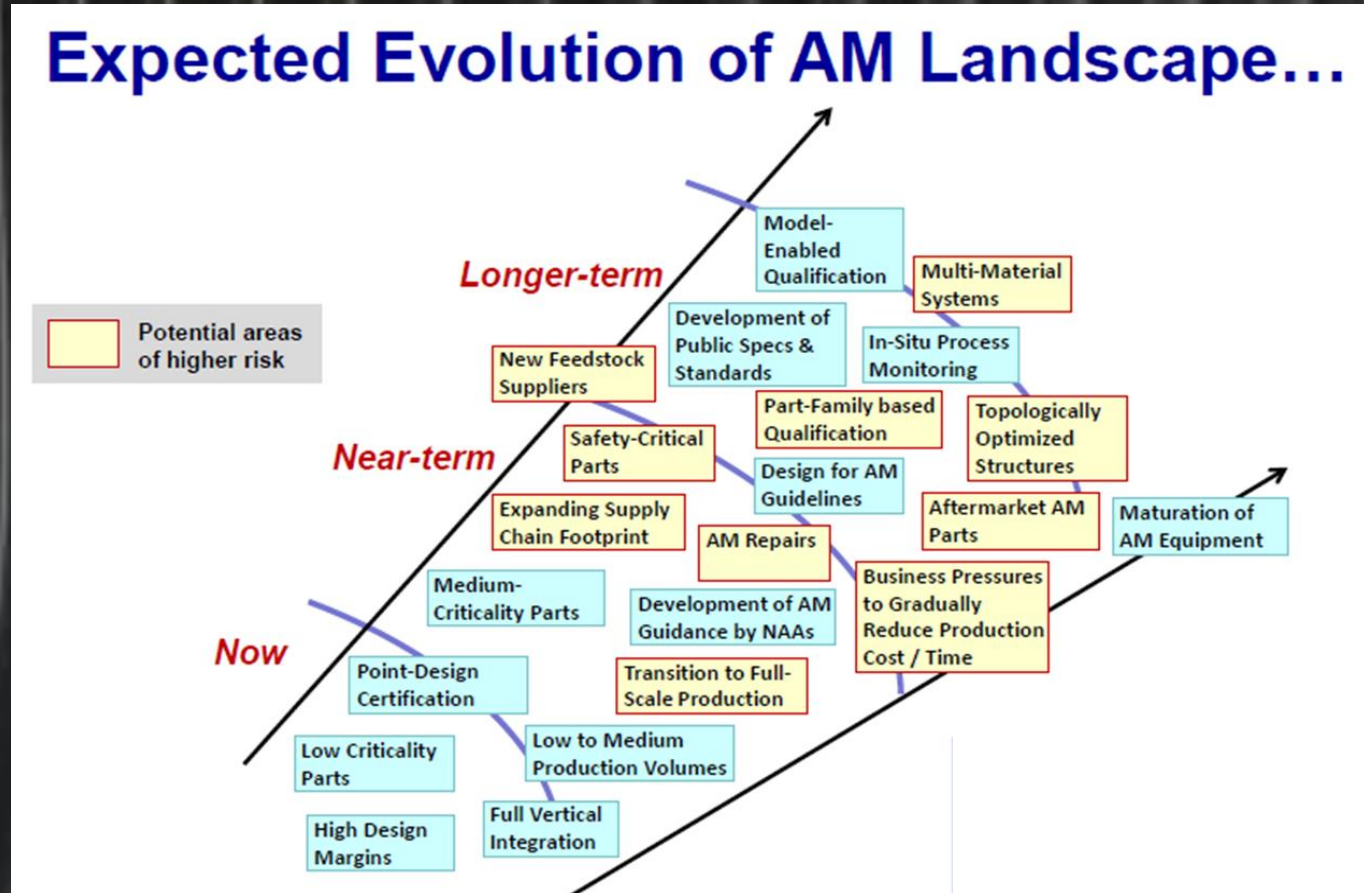 Expected Evolution of AM Landscape...
Model-
Enabled
Qualification
Longer-term
Multi-Material
Systems
Potential areas
of higher risk
Development of
Public Specs &
Standards
In-Situ Process
Monitoring
New Feedstock
Suppliers
Part-Family based
Qualification
Topologically
Optimized
Structures
Near-term
Safety-Critical
Parts
Design for AM
Guidelines
Expanding Supply
Chain Footprint
AM Repairs
Aftermarket AM
Parts
Maturation of
AM Equipment
Medium-
Criticality Parts
Development of AM
Guidance by NAAs
Business Pressures
to Gradually
Reduce Production
Cost / Time
Now
Point-Design
Certification
Transition to Full-
Scale Production
Low Criticality
Parts
Low to Medium
Production Volumes
High Design
Margins
Full Vertical
Integration